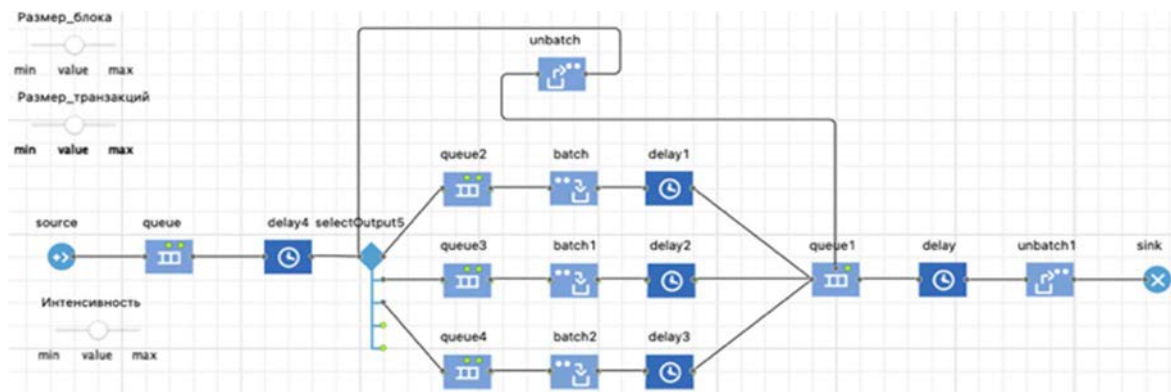 Размер_блока
min value max
Размер_транзакций
min value max
unbatch
queue2 batch delay1
source queue delay4 selectOutput5
queue3 batch1 delay2
queue1 delay unbatch1 sink
Интенсивность
min value max
queue4 batch2 delay3